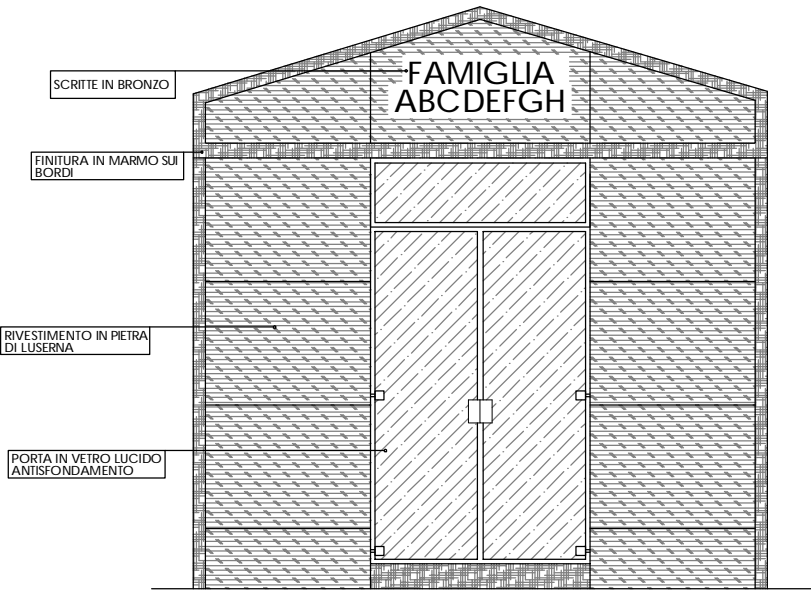 FAMIGLIA
ABCDEFGH
SCRITTE IN BRONZO
FINITURA IN MARMO SUI
BORDI
RIVESTIMENTO IN PIETRA
DI LUSERNA
PORTA IN VETRO LUCIDO
ANTISFONDAMENTO